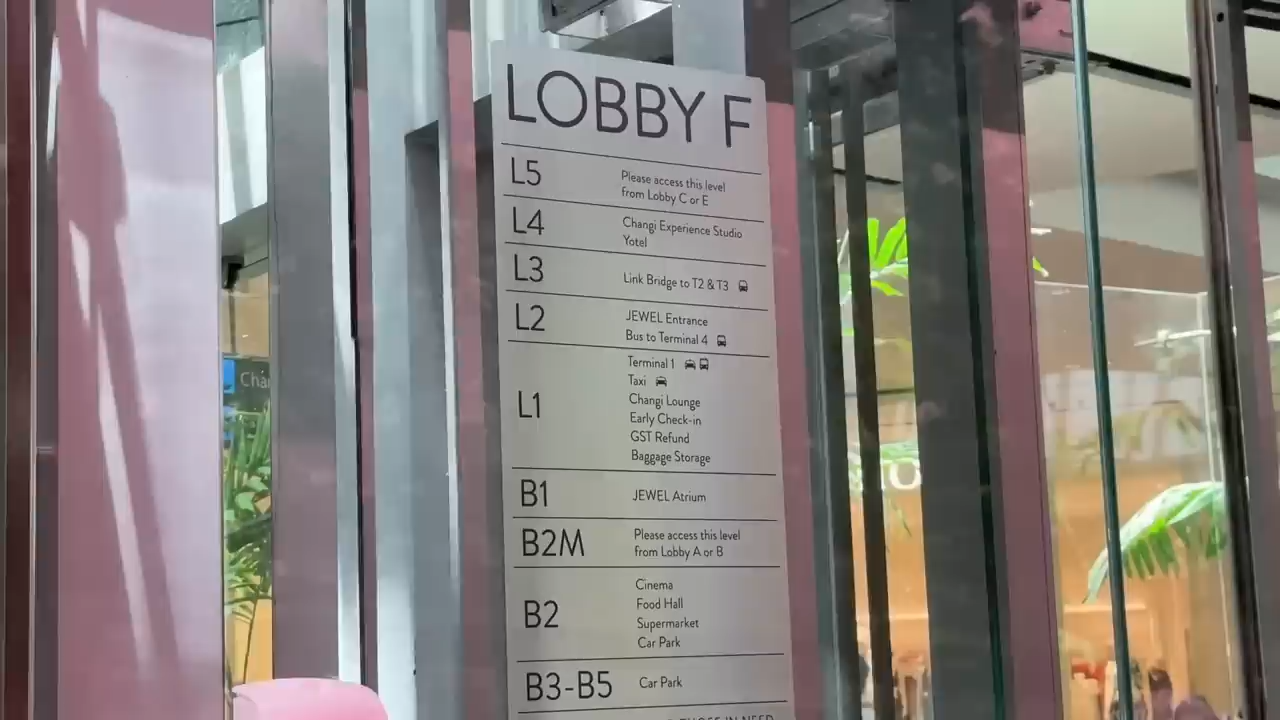 LOBBY F
L5
Please access this level
from Lobby C or E
L4
Changi Experience Studio
Yotel
L3
Link Bridge to T2 & T3
L2
JEWEL Entrance
Bus to Terminal 4
L1
Terminal 1
Taxi
Changi Lounge
Early Check-in
GST Refund
Baggage Storage
B1
JEWEL Atrium
B2M
Please access this level
from Lobby A or B
B2
Cinema
Food Hall
Supermarket
Car Park
B3-B5
Car Park